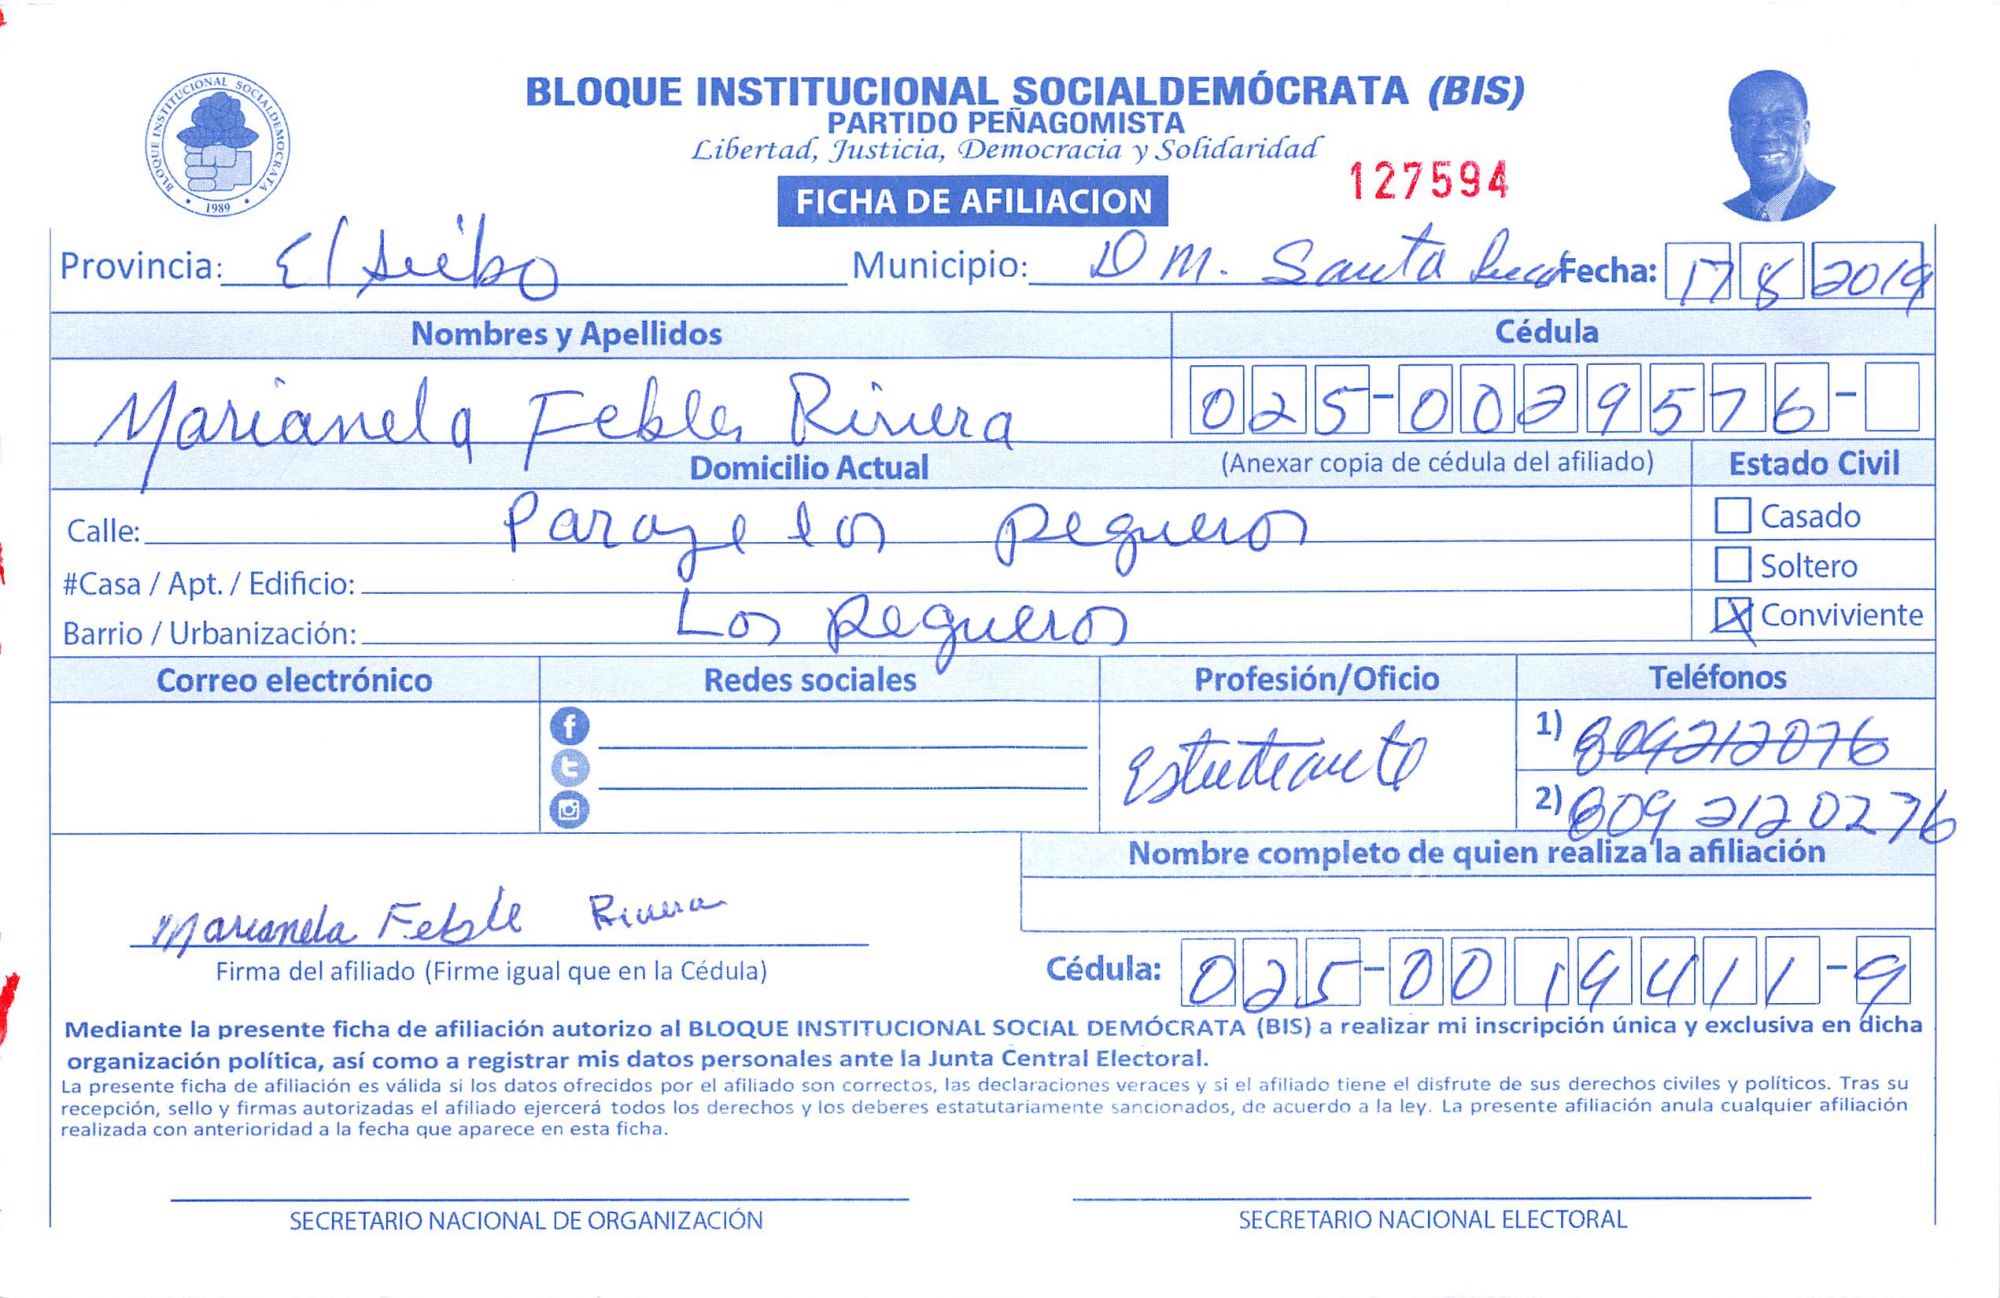 BLOQUE INSTITUCIONAL SOCIALDEMÓCRATA
1989
BLOQUE INSTITUCIONAL SOCIALDEMÓCRATA (BIS)
PARTIDO PEÑAGOMISTA
Libertad, Justicia, Democracia y Solidaridad
127594
FICHA DE AFILIACION
Provincia: El Seibo Municipio: D M. Santa Lucia Fecha: 17 8 2019
Nombres y Apellidos Cédula
Marianela Febles Rivera 025-0029576-
Domicilio Actual (Anexar copia de cédula del afiliado) Estado Civil
Calle: Paraje los pegueros Casado
#Casa / Apt. / Edificio: Soltero
Barrio / Urbanización: Los pegueros Conviviente
Correo electrónico Redes sociales Profesión/Oficio Teléfonos
Estudiante 1) 809212076
2) 809 2120276
Nombre completo de quien realiza la afiliación
Marianela Feble Rivera
Firma del afiliado (Firme igual que en la Cédula) Cédula: 025-0019411-9
Mediante la presente ficha de afiliación autorizo al BLOQUE INSTITUCIONAL SOCIAL DEMÓCRATA (BIS) a realizar mi inscripción única y exclusiva en dicha
organización política, así como a registrar mis datos personales ante la Junta Central Electoral.
La presente ficha de afiliación es válida si los datos ofrecidos por el afiliado son correctos, las declaraciones veraces y si el afiliado tiene el disfrute de sus derechos civiles y políticos. Tras su
recepción, sello y firmas autorizadas el afiliado ejercerá todos los derechos y los deberes estatutariamente sancionados, de acuerdo a la ley. La presente afiliación anula cualquier afiliación
realizada con anterioridad a la fecha que aparece en esta ficha.
SECRETARIO NACIONAL DE ORGANIZACIÓN SECRETARIO NACIONAL ELECTORAL